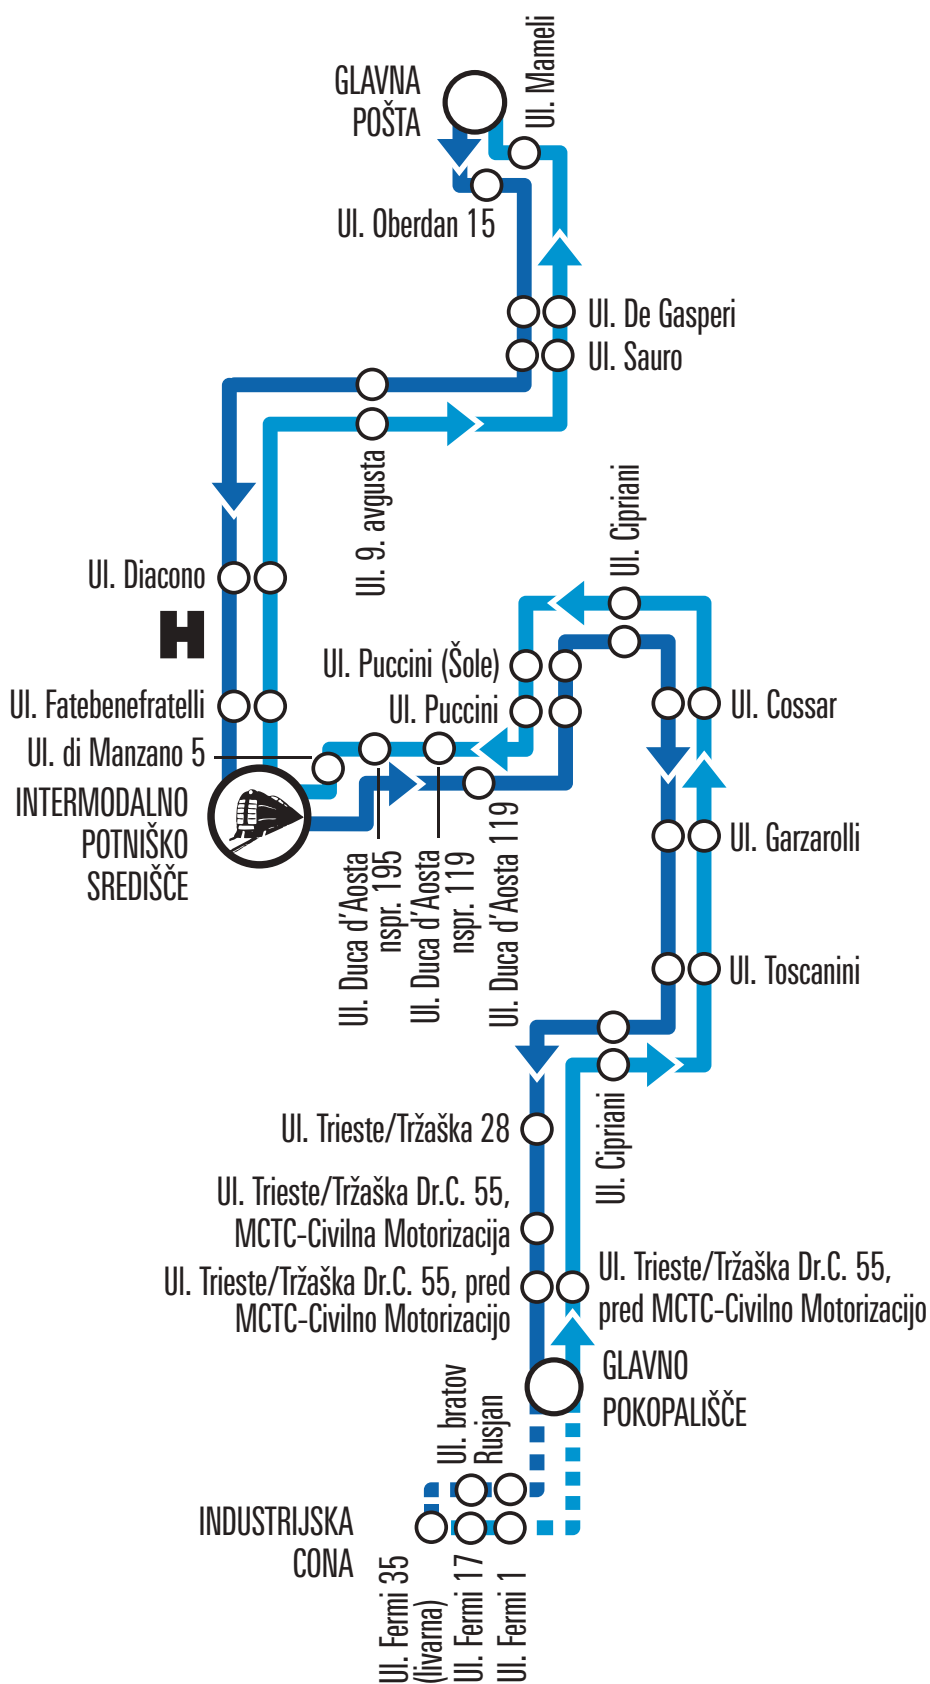 Ul. Mameli
GLAVNA
POŠTA
Ul. Oberdan 15
Ul. De Gasperi
Ul. Sauro
Ul. 9. avgusta
Ul. Cipriani
Ul. Diacono
H
Ul. Puccini (Šole)
Ul. Fatebenefratelli
Ul. Puccini
Ul. Cossar
Ul. di Manzano 5
INTERMODALNO
POTNIŠKO
SREDIŠČE
Ul. Duca d'Aosta
nspr. 195
Ul. Duca d'Aosta
nspr. 119
Ul. Duca d'Aosta 119
Ul. Garzarolli
Ul. Toscanini
Ul. Cipriani
Ul. Trieste/Tržaška 28
Ul. Trieste/Tržaška Dr.C. 55,
MCTC-Civilna Motorizacija
Ul. Trieste/Tržaška Dr.C. 55, pred
MCTC-Civilno Motorizacijo
Ul. Trieste/Tržaška Dr.C. 55,
pred MCTC-Civilno Motorizacijo
GLAVNO
POKOPALIŠČE
Ul. bratov
Rusjan
INDUSTRIJSKA
CONA
Ul. Fermi 35
(livarna)
Ul. Fermi 17
Ul. Fermi 1